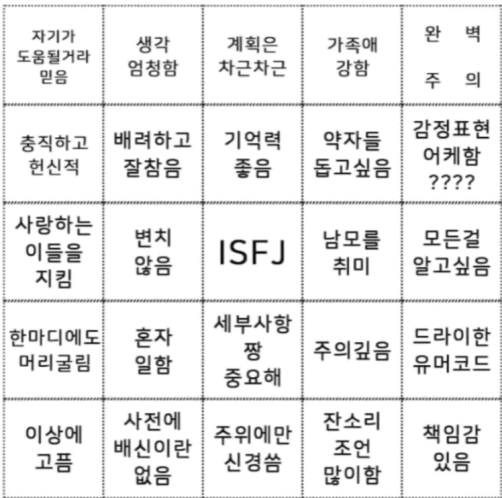 자기가
도움될거라
믿음
생각
엄청함
계획은
차근차근
가족애
강함
완 벽
주 의
충직하고
헌신적
배려하고
잘참음
기억력
좋음
약자들
돕고싶음
감정표현
어케함
????
사랑하는
이들을
지킴
변치
않음
ISFJ
남모를
취미
모든걸
알고싶음
한마디에도
머리굴림
혼자
일함
세부사항
짱
중요해
주의깊음
드라이한
유머코드
이상에
고픔
사전에
배신이란
없음
주위에만
신경씀
잔소리
조언
많이함
책임감
있음